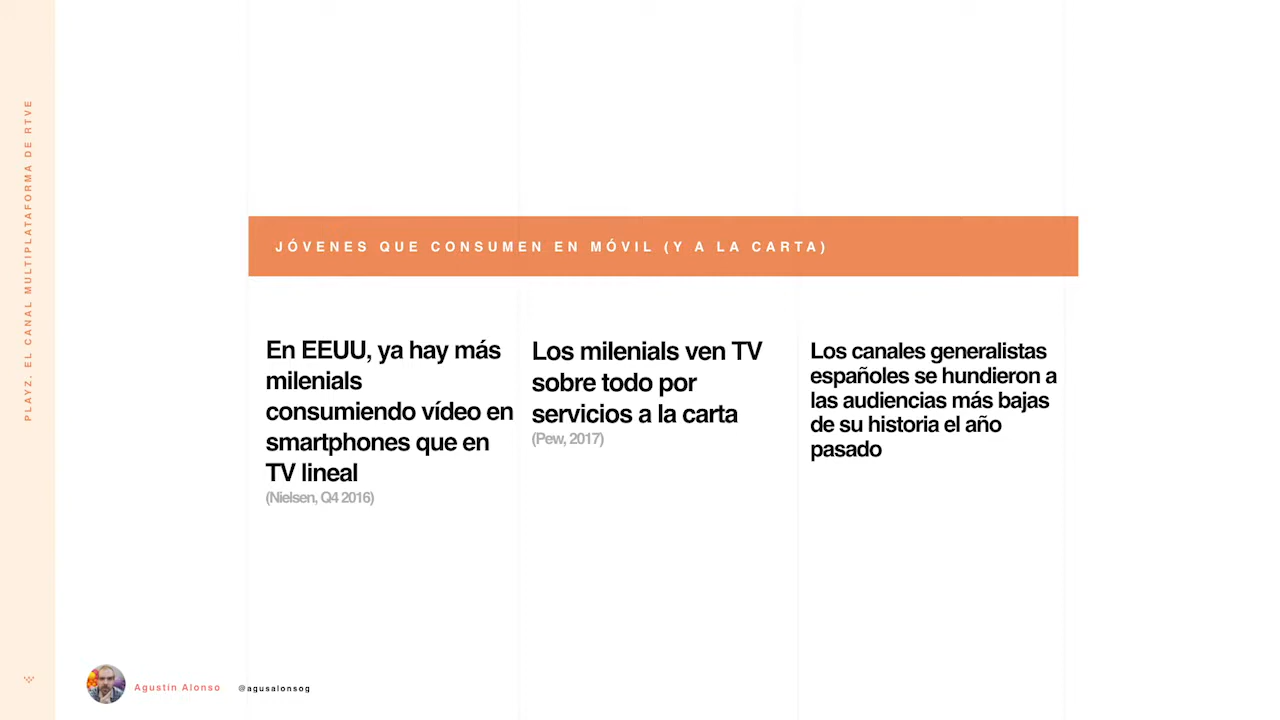 PLAYZ. EL CANAL MULTIPLATAFORMA DE RTVE
JÓVENES QUE CONSUMEN EN MÓVIL (Y A LA CARTA)
En EEUU, ya hay más
milenials
consumiendo vídeo en
smartphones que en
TV lineal
(Nielsen, Q4 2016)
Los milenials ven TV
sobre todo por
servicios a la carta
(Pew, 2017)
Los canales generalistas
españoles se hundieron a
las audiencias más bajas
de su historia el año
pasado
Agustín Alonso @agusalonsog